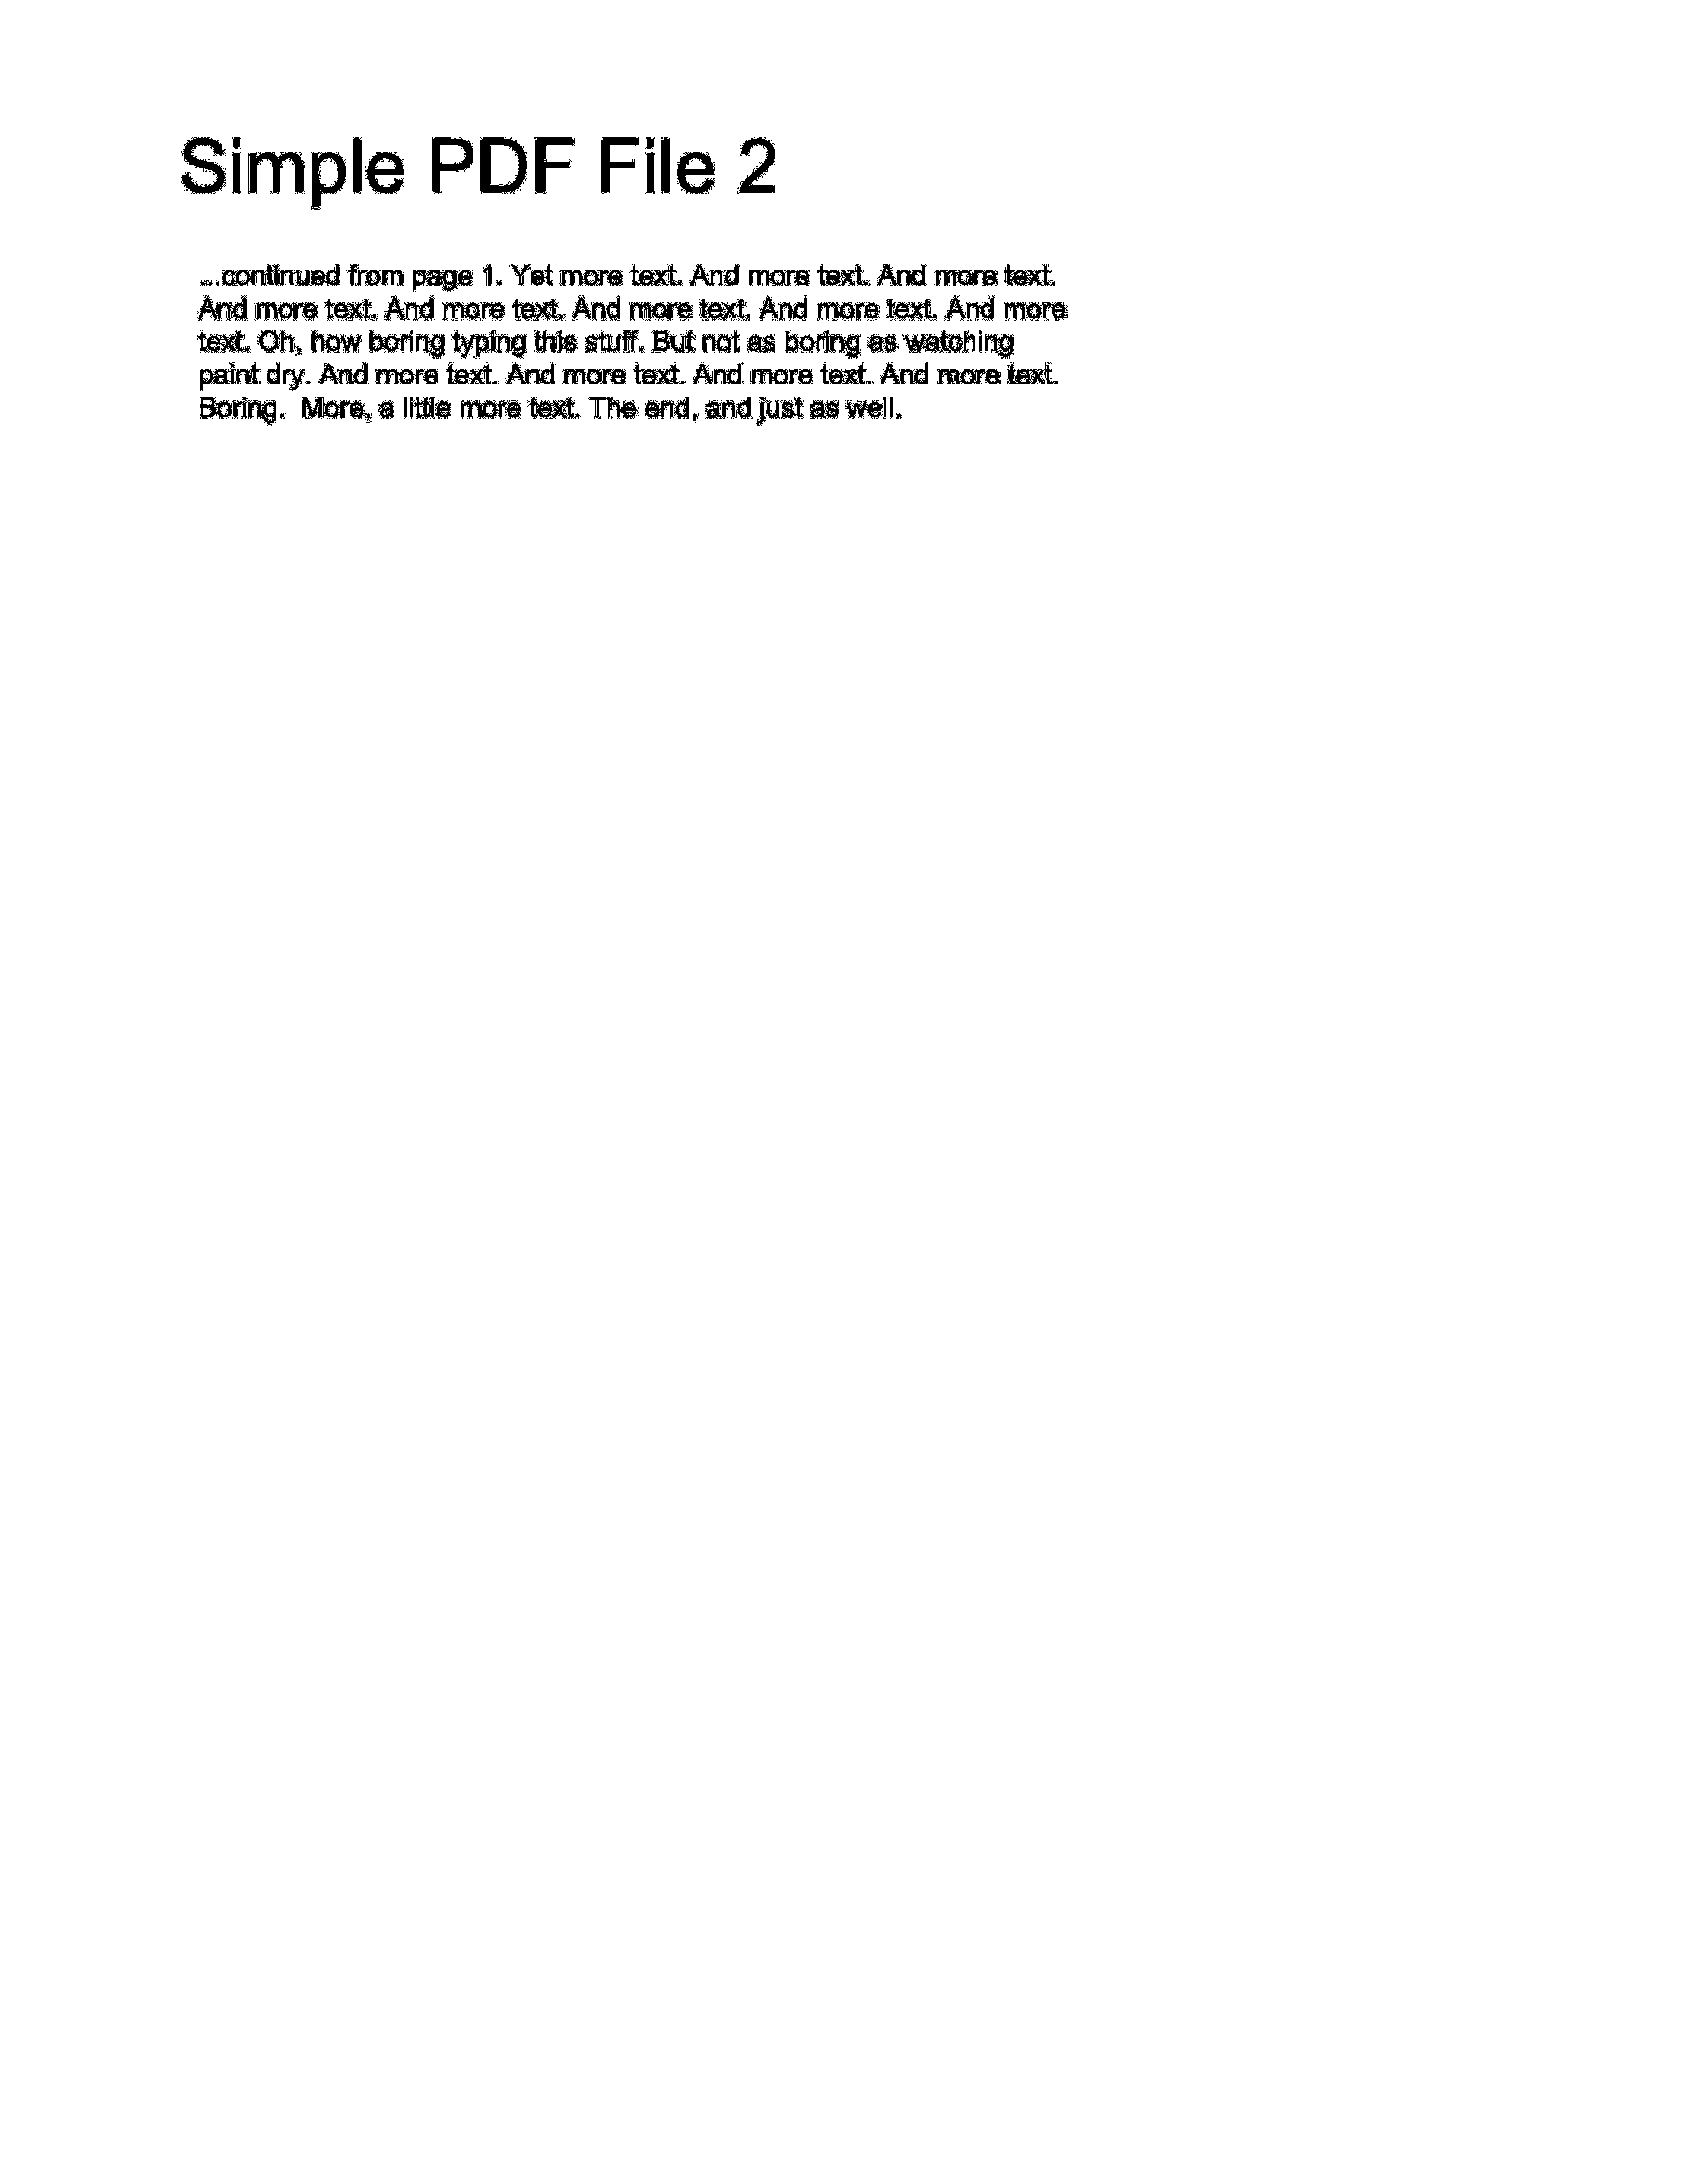 Simple PDF File 2
...continued from page 1. Yet more text. And more text. And more text.
And more text. And more text. And more text. And more text. And more
text. Oh, how boring typing this stuff. But not as boring as watching
paint dry. And more text. And more text. And more text. And more text.
Boring.  More, a little more text. The end, and just as well.